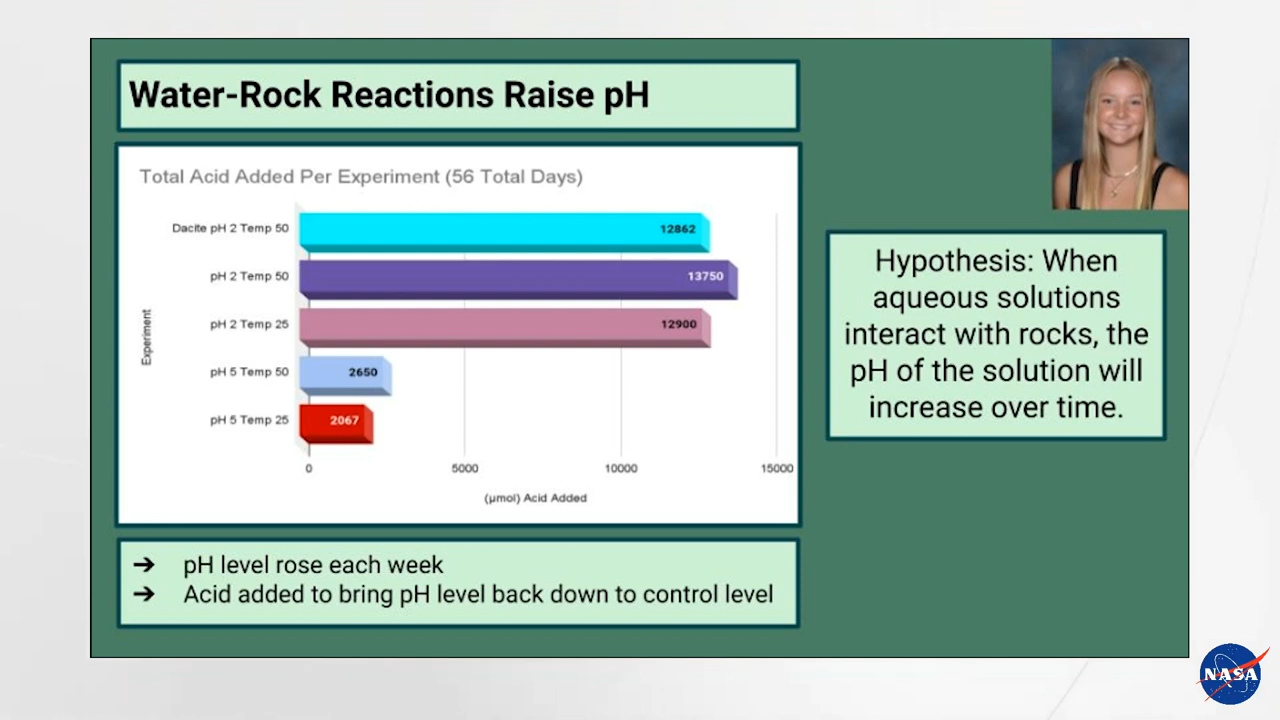 Water-Rock Reactions Raise pH
Total Acid Added Per Experiment (56 Total Days)
Experiment
Dacite pH 2 Temp 50
12862
pH 2 Temp 50
13750
pH 2 Temp 25
12900
pH 5 Temp 50
2650
pH 5 Temp 25
2067
0 5000 10000 15000
(µmol) Acid Added
➔ pH level rose each week
➔ Acid added to bring pH level back down to control level
Hypothesis: When
aqueous solutions
interact with rocks, the
pH of the solution will
increase over time.
NASA